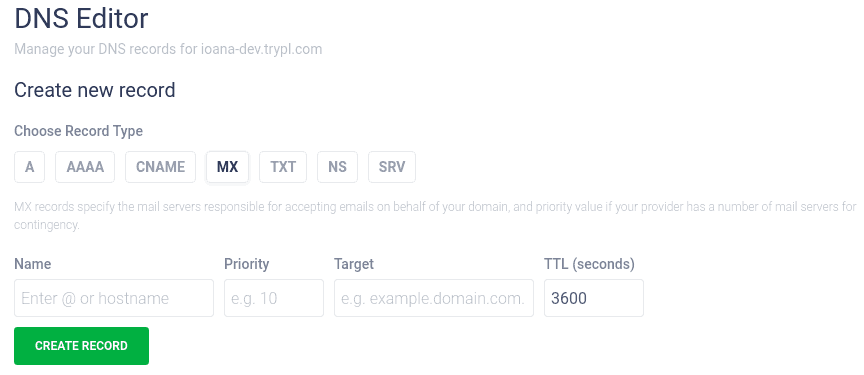 DNS Editor
Manage your DNS records for ioana-dev.trypl.com
Create new record
Choose Record Type
A AAAA CNAME MX TXT NS SRV
MX records specify the mail servers responsible for accepting emails on behalf of your domain, and priority value if your provider has a number of mail servers for
contingency.
Name Priority Target TTL (seconds)
Enter @ or hostname e.g. 10 e.g. example.domain.com. 3600
CREATE RECORD